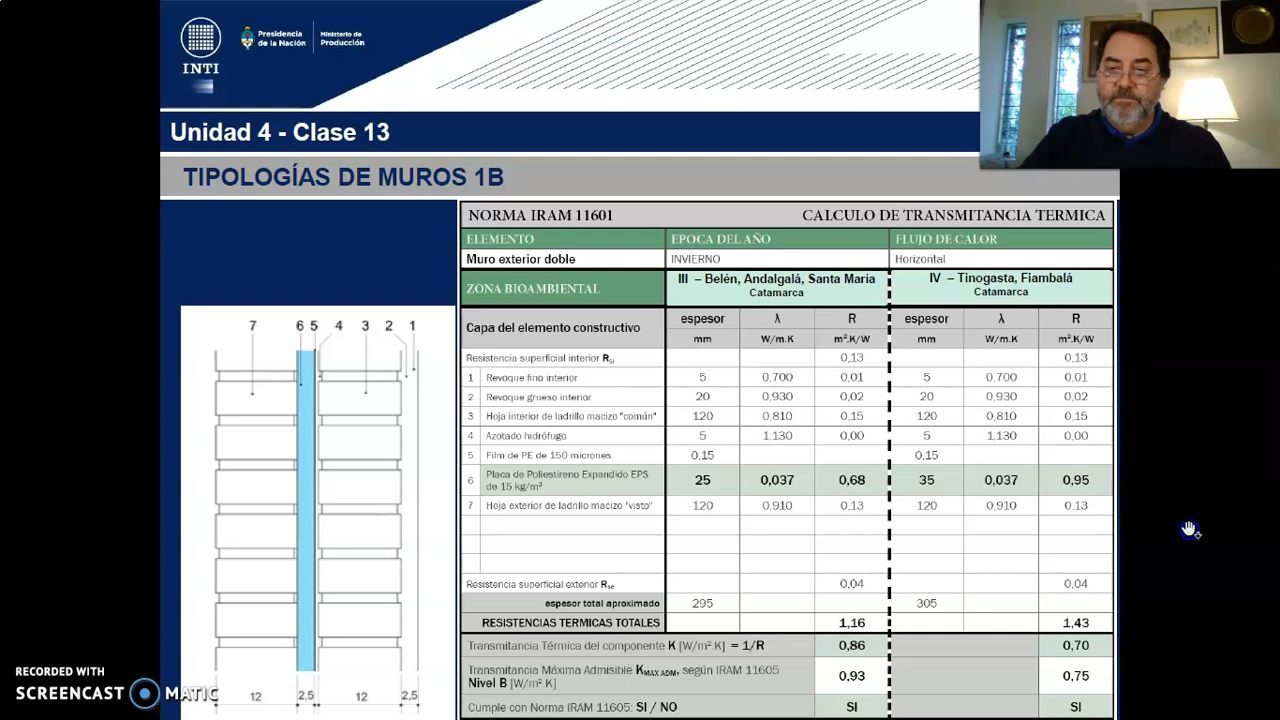 INTI
Presidencia
de la Nación
Ministerio de
Producción
Unidad 4 - Clase 13
TIPOLOGÍAS DE MUROS 1B
NORMA IRAM 11601 CALCULO DE TRANSMITANCIA TERMICA
ELEMENTO EPOCA DEL AÑO FLUJO DE CALOR
Muro exterior doble INVIERNO Horizontal
ZONA BIOAMBIENTAL
III – Belén, Andalgalá, Santa María
Catamarca
IV – Tinogasta, Fiambalá
Catamarca
Capa del elemento constructivo
espesor λ R espesor λ R
mm W/m.K m².K/W mm W/m.K m².K/W
Resistencia superficial interior Rsi 0,13 0,13
1 Revoque fino interior 5 0,700 0,01 5 0,700 0,01
2 Revoque grueso interior 20 0,930 0,02 20 0,930 0,02
3 Hoja interior de ladrillo macizo "común" 120 0,810 0,15 120 0,810 0,15
4 Azotado hidrófugo 5 1,130 0,00 5 1,130 0,00
5 Film de PE de 150 micrones 0,15 0,15
6 Placa de Poliestireno Expandido EPS
de 15 kg/m³ 25 0,037 0,68 35 0,037 0,95
7 Hoja exterior de ladrillo macizo "visto" 120 0,910 0,13 120 0,910 0,13
Resistencia superficial exterior Rse 0,04 0,04
espesor total aproximado 295 305
RESISTENCIAS TERMICAS TOTALES 1,16 1,43
Transmitancia Térmica del componente K [W/m².K] = 1/R 0,86 0,70
Transmitancia Máxima Admisible KMAX ADM, según IRAM 11605
Nivel B [W/m².K] 0,93 0,75
Cumple con Norma IRAM 11605: SI / NO SI SI
7 6 5 4 3 2 1
12 2,5 12 2,5
RECORDED WITH
SCREENCAST MATIC